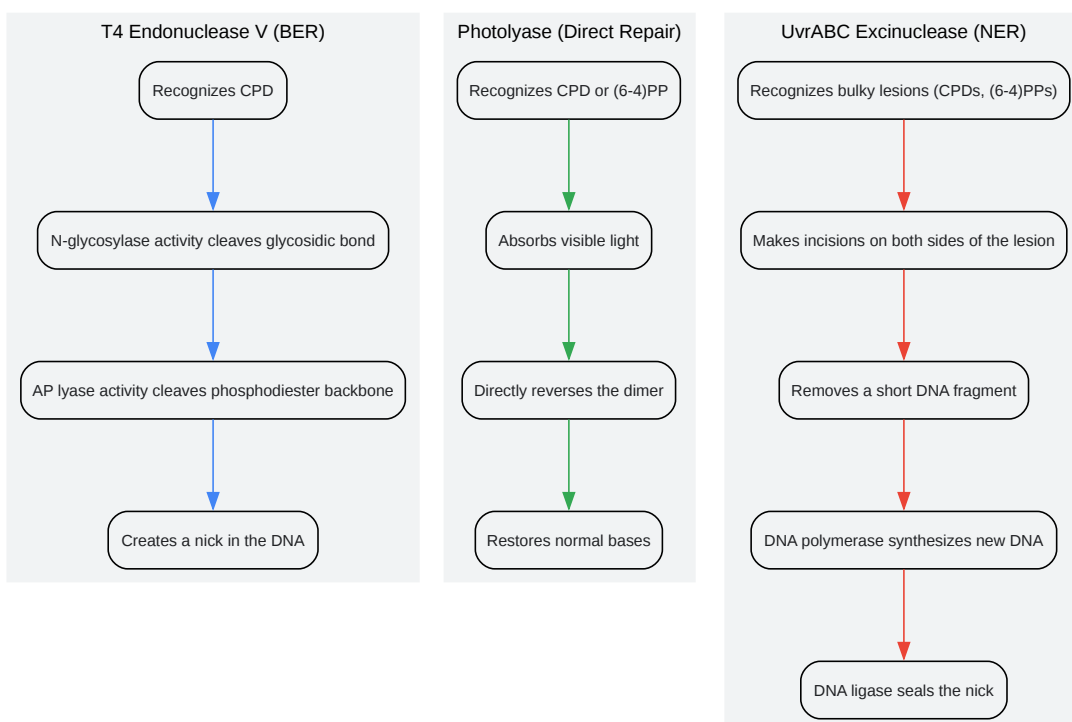 T4 Endonuclease V (BER)
Recognizes CPD
N-glycosylase activity cleaves glycosidic bond
AP lyase activity cleaves phosphodiester backbone
Creates a nick in the DNA
Photolyase (Direct Repair)
Recognizes CPD or (6-4)PP
Absorbs visible light
Directly reverses the dimer
Restores normal bases
UvrABC Excinuclease (NER)
Recognizes bulky lesions (CPDs, (6-4)PPs)
Makes incisions on both sides of the lesion
Removes a short DNA fragment
DNA polymerase synthesizes new DNA
DNA ligase seals the nick